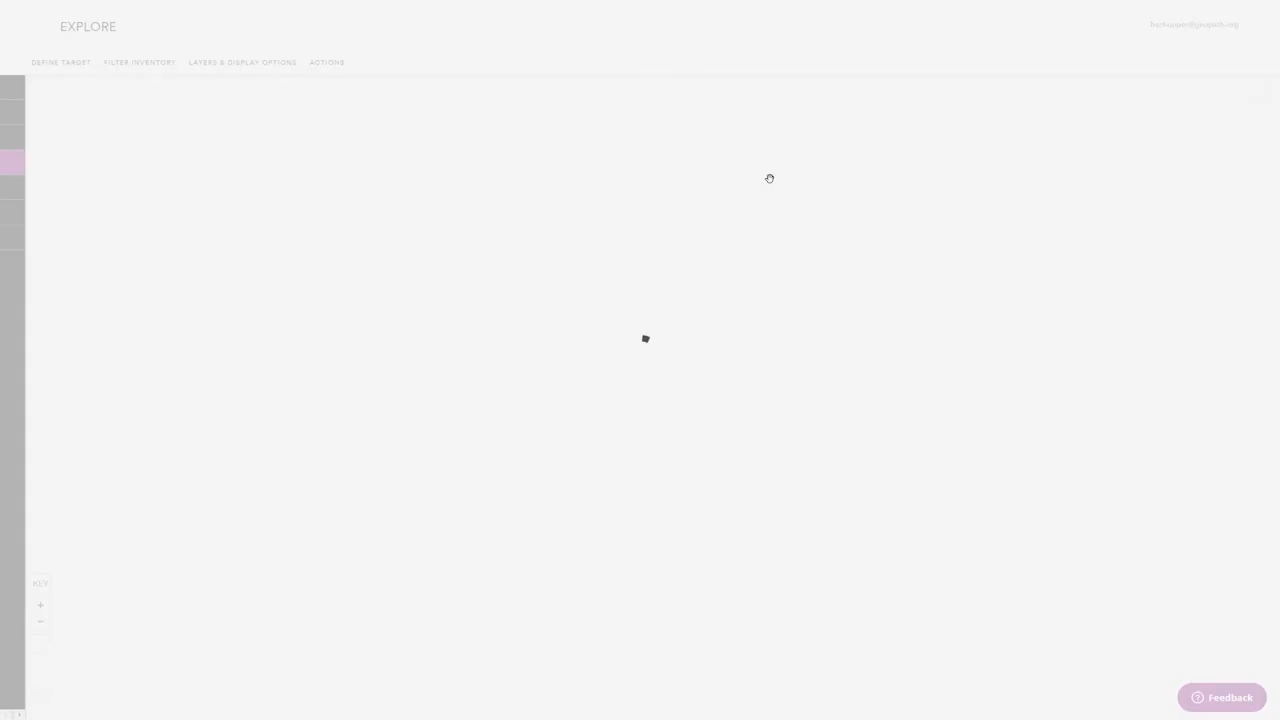 EXPLORE
DEFINE TARGET FILTER INVENTORY LAYERS & DISPLAY OPTIONS ACTIONS
KEY
+
−
Feedback